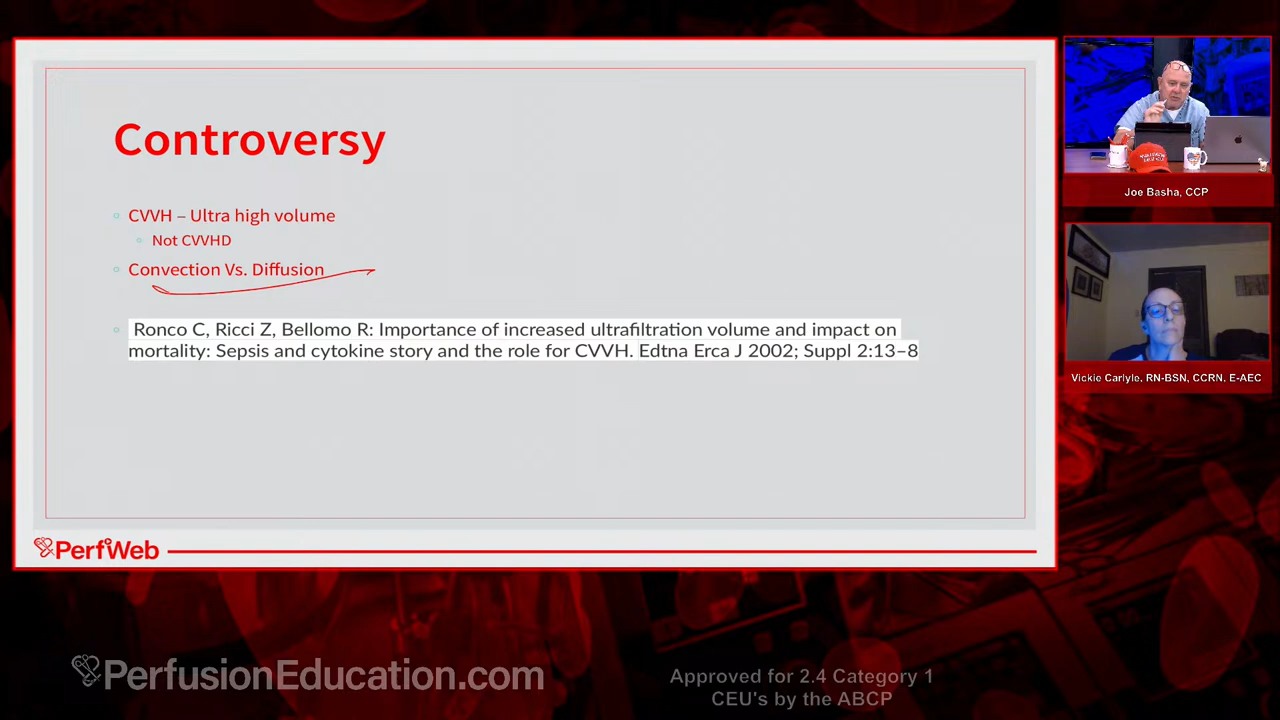 Controversy
CVVH – Ultra high volume
Not CVVHD
Convection Vs. Diffusion
Ronco C, Ricci Z, Bellomo R: Importance of increased ultrafiltration volume and impact on
mortality: Sepsis and cytokine story and the role for CVVH. Edtna Erca J 2002; Suppl 2:13–8
PerfWeb
Joe Basha, CCP
Vickie Carlyle, RN-BSN, CCRN, E-AEC
PerfusionEducation.com
Approved for 2.4 Category 1
CEU's by the ABCP